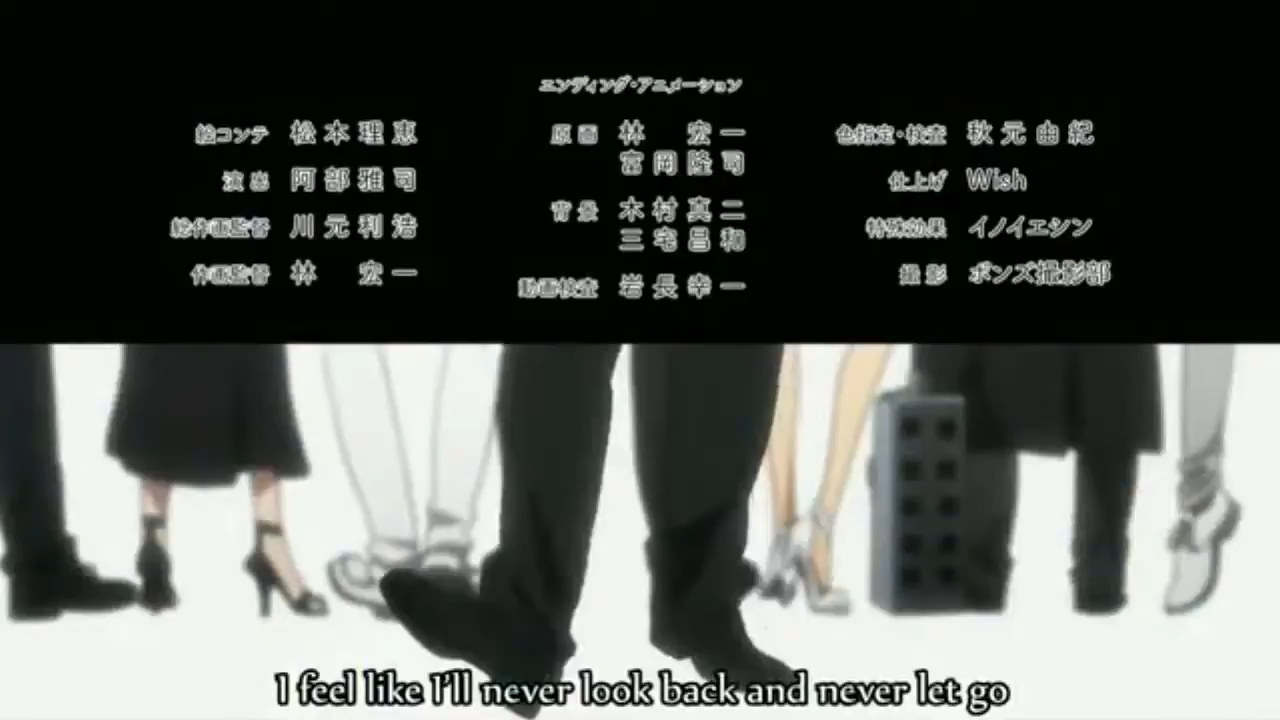 エンディング・アニメーション
絵コンテ 松本理恵
演出 阿部雅司
総作画監督 川元利浩
作画監督 林 宏一
原画 林 宏一
富岡隆司
背景 木村真二
三宅昌和
動画検査 岩長幸一
色指定・検査 秋元由紀
仕上げ Wish
特殊効果 イノイエシン
撮影 ボンズ撮影部
I feel like I'll never look back and never let go